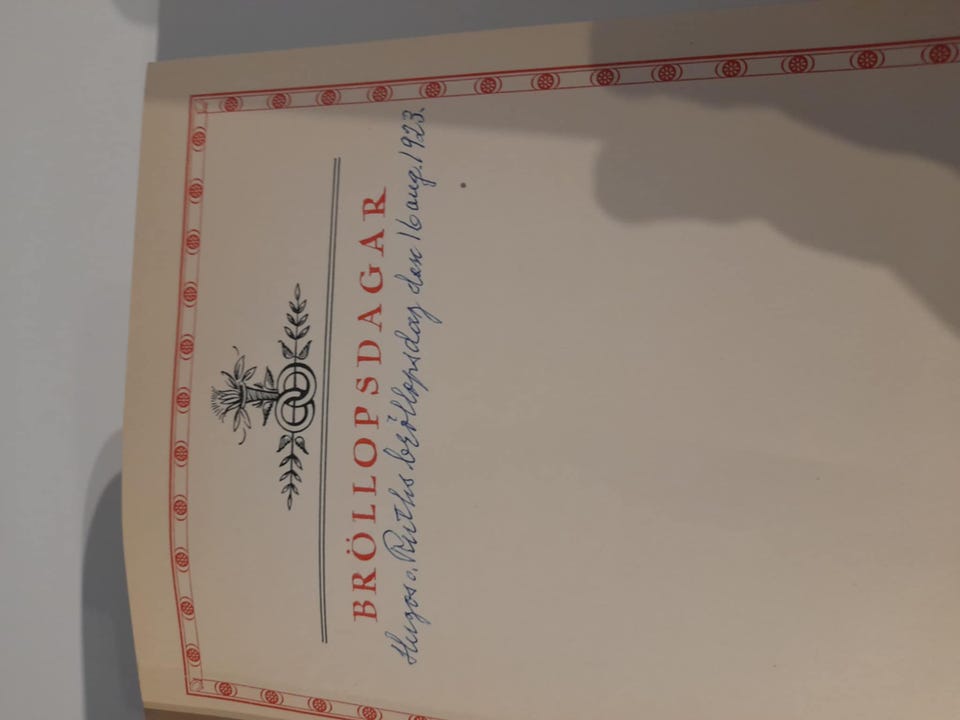 BRÖLLOPSDAGAR
Hugos o. Ruths bröllopsdag den 16 aug. 1923.